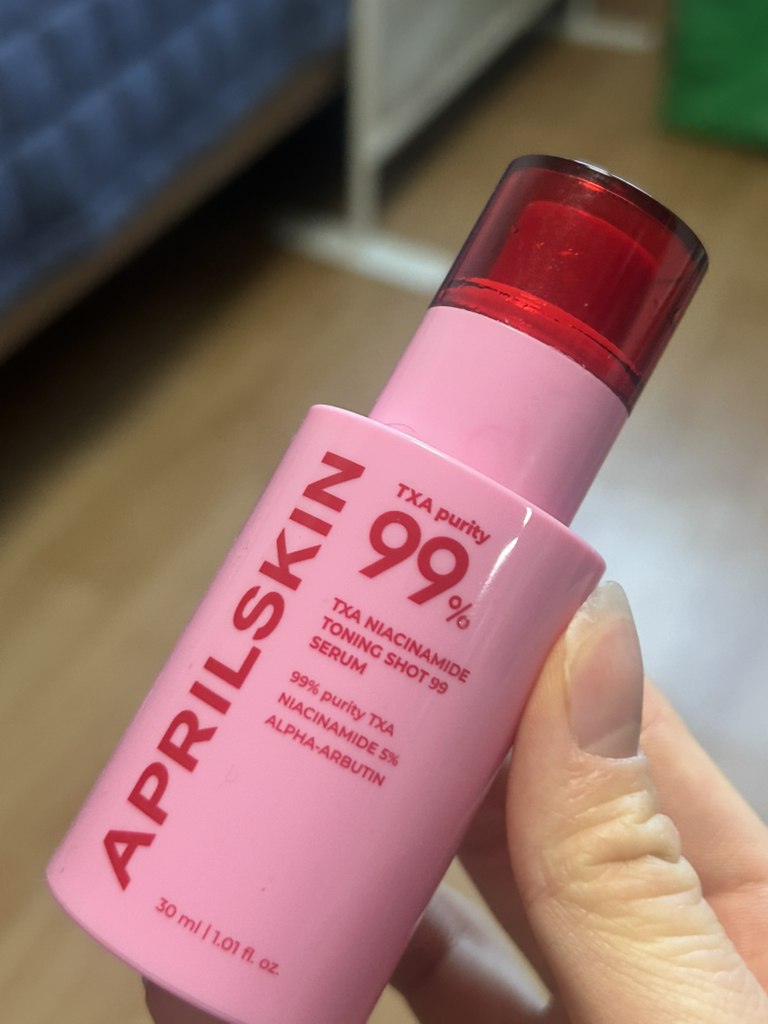 APRILSKIN
TXA purity
99%
TXA NIACINAMIDE
TONING SHOT 99
SERUM
99% purity TXA
NIACINAMIDE 5%
ALPHA-ARBUTIN
30 ml | 1.01 fl. oz.